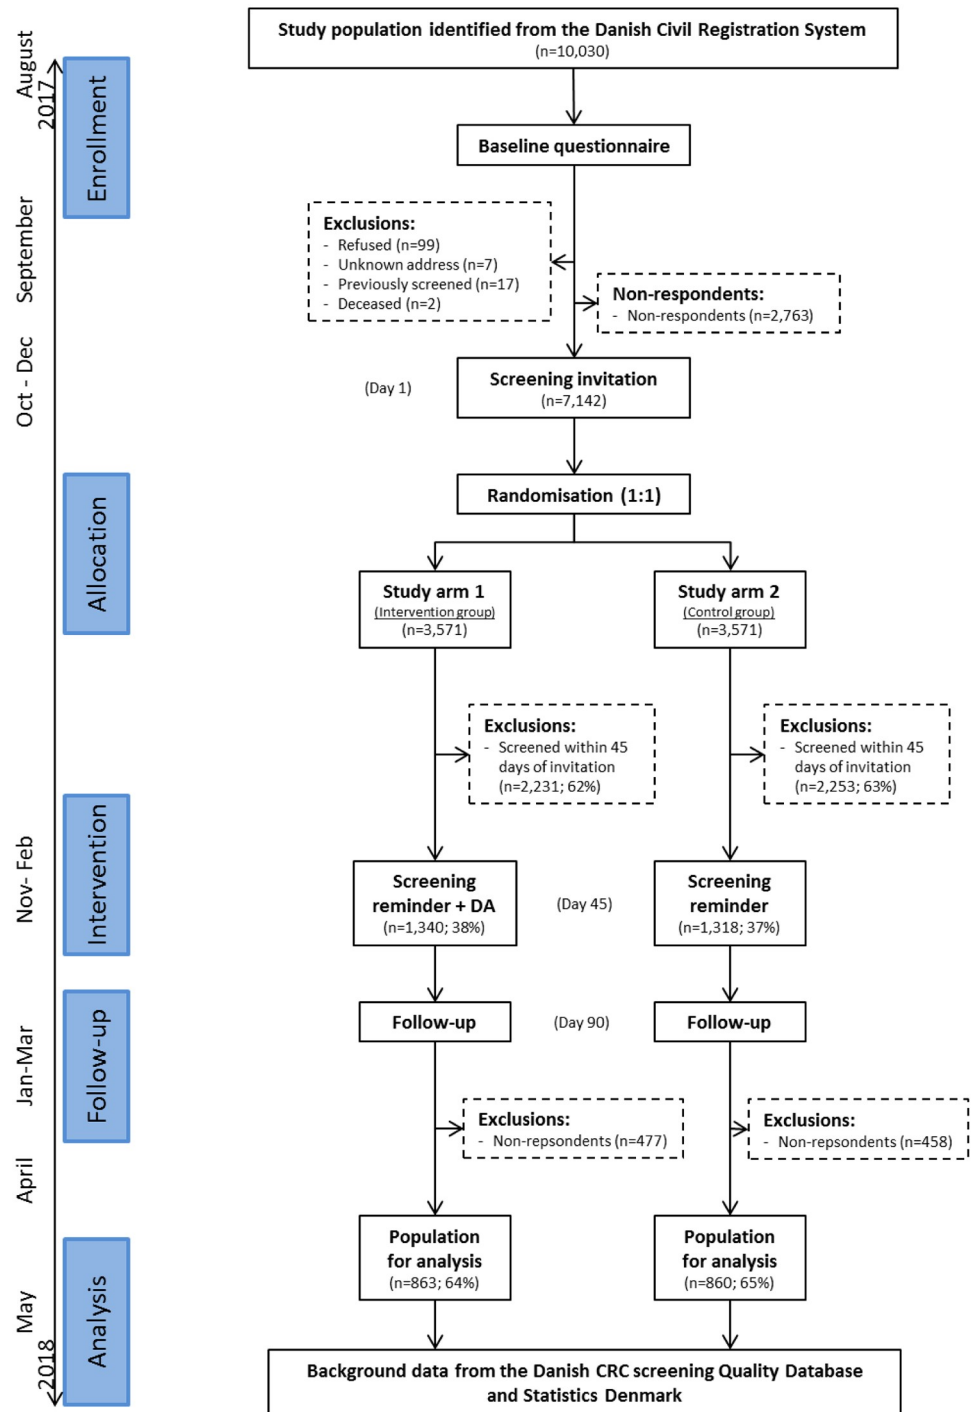 Study population identified from the Danish Civil Registration System
(n=10,030)
August
2017
Enrollment
Baseline questionnaire
September
Exclusions:
- Refused (n=99)
- Unknown address (n=7)
- Previously screened (n=17)
- Deceased (n=2)
Non-respondents:
- Non-respondents (n=2,763)
Oct - Dec
(Day 1)
Screening invitation
(n=7,142)
Allocation
Randomisation (1:1)
Study arm 1
(Intervention group)
(n=3,571)
Study arm 2
(Control group)
(n=3,571)
Exclusions:
- Screened within 45
days of invitation
(n=2,231; 62%)
Exclusions:
- Screened within 45
days of invitation
(n=2,253; 63%)
Nov- Feb
Intervention
Screening
reminder + DA
(n=1,340; 38%)
(Day 45)
Screening
reminder
(n=1,318; 37%)
Jan-Mar
Follow-up
Follow-up
(Day 90)
Follow-up
Exclusions:
- Non-repsondents (n=477)
Exclusions:
- Non-repsondents (n=458)
April
Population
for analysis
(n=863; 64%)
Population
for analysis
(n=860; 65%)
May
2018
Analysis
Background data from the Danish CRC screening Quality Database
and Statistics Denmark